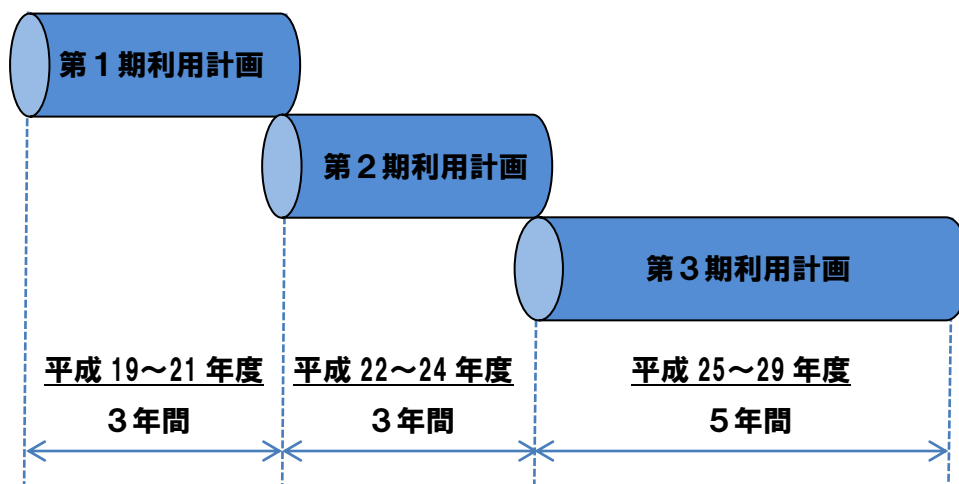 第１期利用計画
第２期利用計画
第３期利用計画
平成 19～21 年度
３年間
平成 22～24 年度
３年間
平成 25～29 年度
５年間